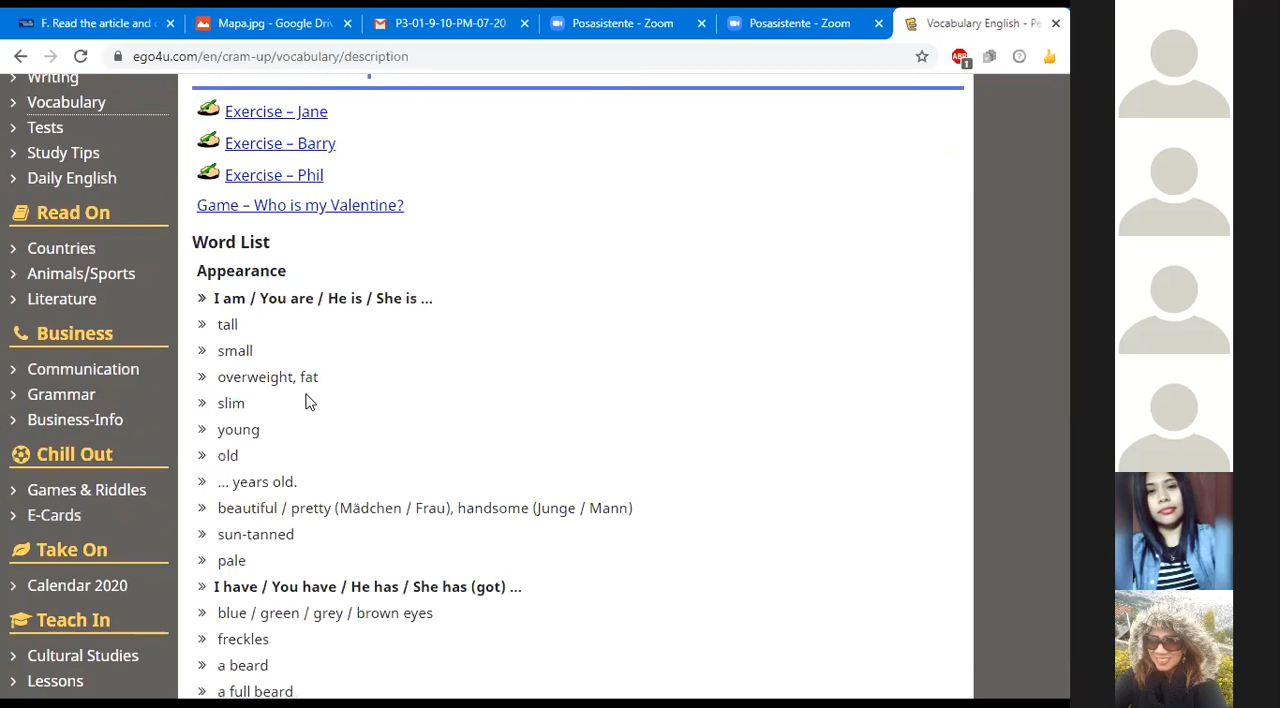 F. Read the article and
Mapa.jpg - Google Driv
P3-01-9-10-PM-07-20
Posasistente - Zoom
Posasistente - Zoom
Vocabulary English - Pe
ego4u.com/en/cram-up/vocabulary/description
ABP
1
Writing
Vocabulary
Tests
Study Tips
Daily English
Read On
Countries
Animals/Sports
Literature
Business
Communication
Grammar
Business-Info
Chill Out
Games & Riddles
E-Cards
Take On
Calendar 2020
Teach In
Cultural Studies
Lessons
Exercise – Jane
Exercise – Barry
Exercise – Phil
Game – Who is my Valentine?
Word List
Appearance
» I am / You are / He is / She is ...
» tall
» small
» overweight, fat
» slim
» young
» old
» ... years old.
» beautiful / pretty (Mädchen / Frau), handsome (Junge / Mann)
» sun-tanned
» pale
» I have / You have / He has / She has (got) ...
» blue / green / grey / brown eyes
» freckles
» a beard
» a full beard